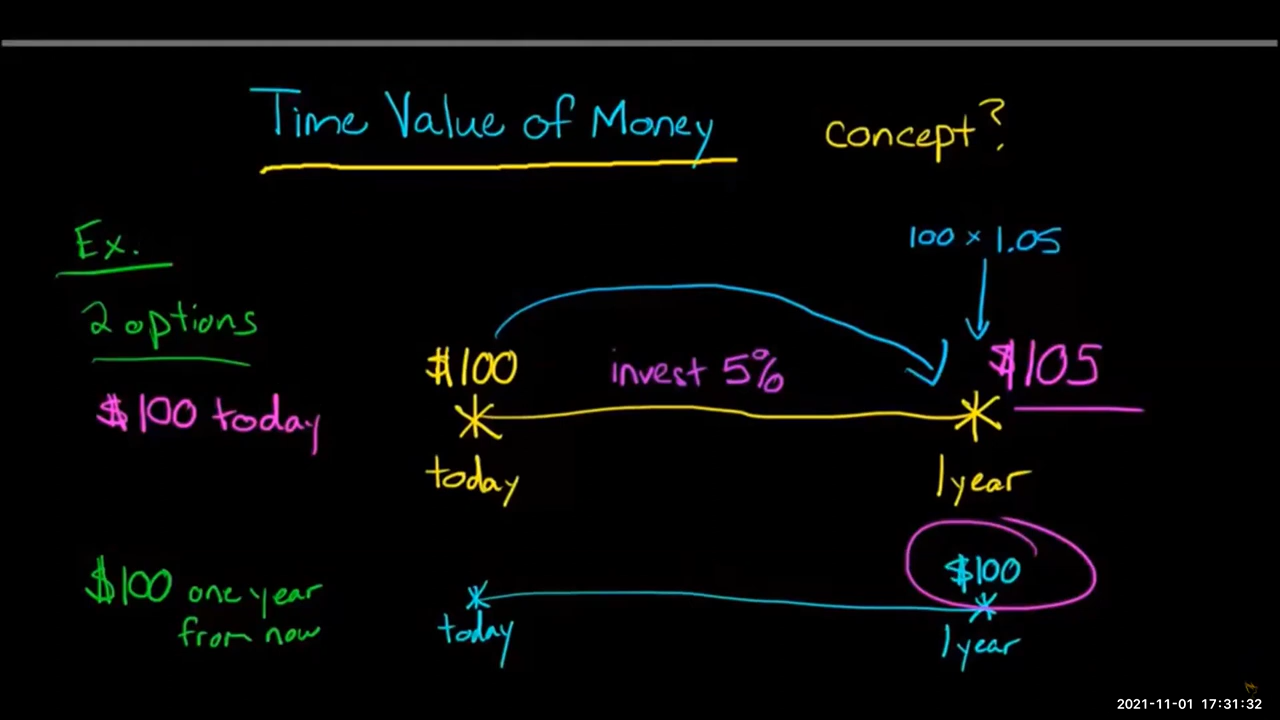 Time Value of Money
concept?
Ex.
2 options
$100 today
100 × 1.05
$100
invest 5%
$105
today
1 year
$100 one year
from now
$100
today
1 year
2021-11-01 17:31:32